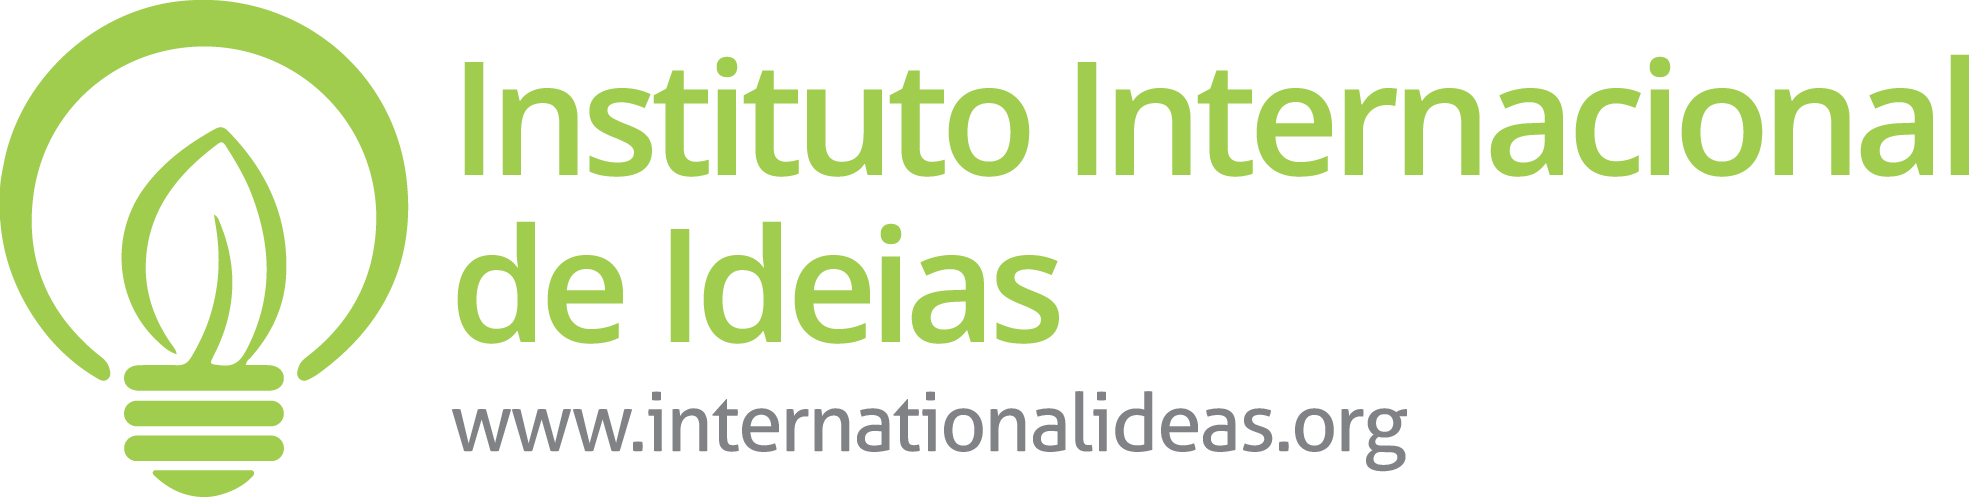 Instituto Internacional
de Ideias
www.internationalideas.org